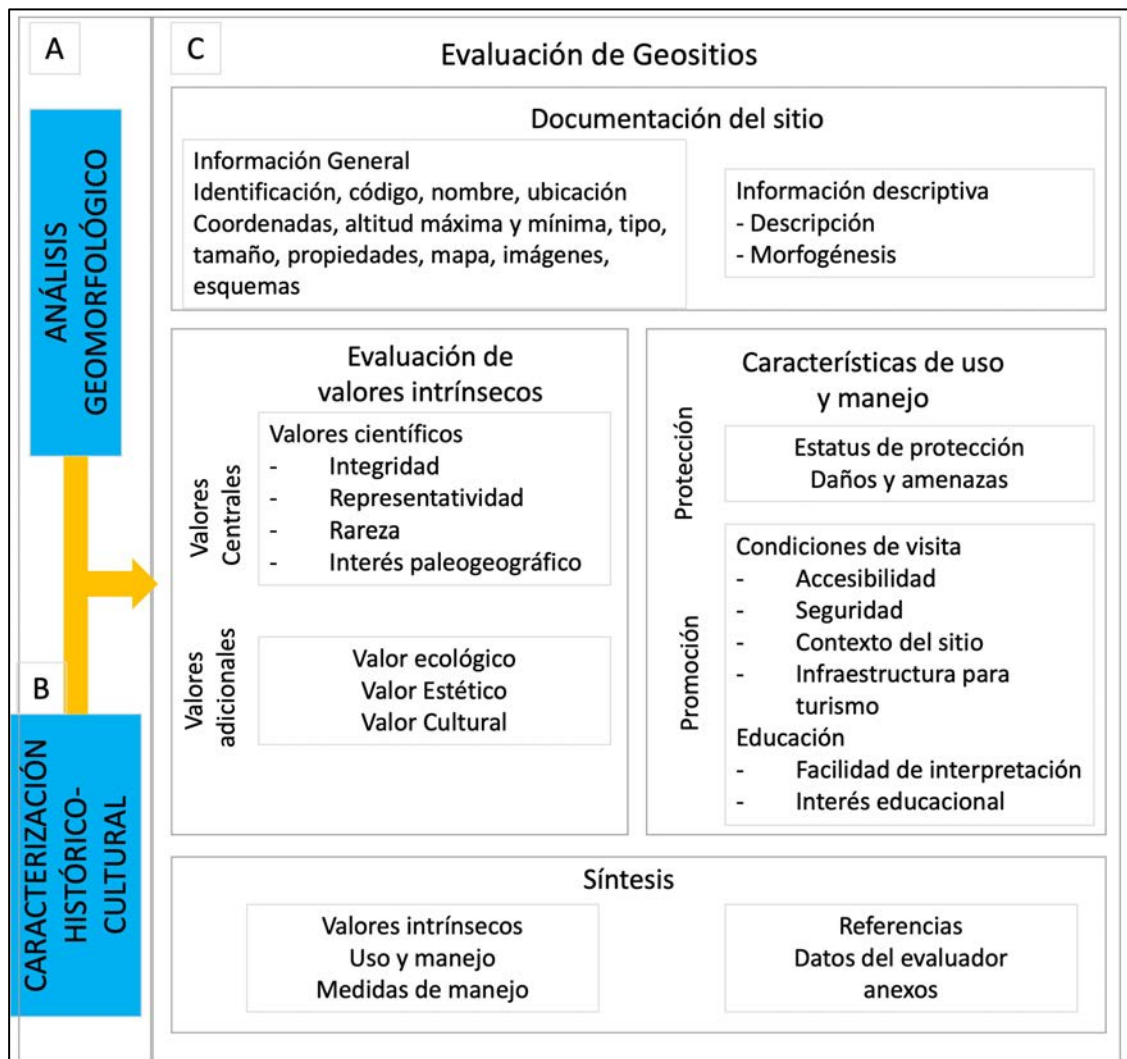 A
ANÁLISIS
GEOMORFOLÓGICO
B
CARACTERIZACIÓN
HISTÓRICO-
CULTURAL
C
Evaluación de Geositios
Documentación del sitio
Información General
Identificación, código, nombre, ubicación
Coordenadas, altitud máxima y mínima, tipo,
tamaño, propiedades, mapa, imágenes,
esquemas
Información descriptiva
- Descripción
- Morfogénesis
Evaluación de
valores intrínsecos
Valores
Centrales
Valores científicos
- Integridad
- Representatividad
- Rareza
- Interés paleogeográfico
Valores
adicionales
Valor ecológico
Valor Estético
Valor Cultural
Características de uso
y manejo
Protección
Estatus de protección
Daños y amenazas
Promoción
Condiciones de visita
- Accesibilidad
- Seguridad
- Contexto del sitio
- Infraestructura para
turismo
Educación
- Facilidad de interpretación
- Interés educacional
Síntesis
Valores intrínsecos
Uso y manejo
Medidas de manejo
Referencias
Datos del evaluador
anexos